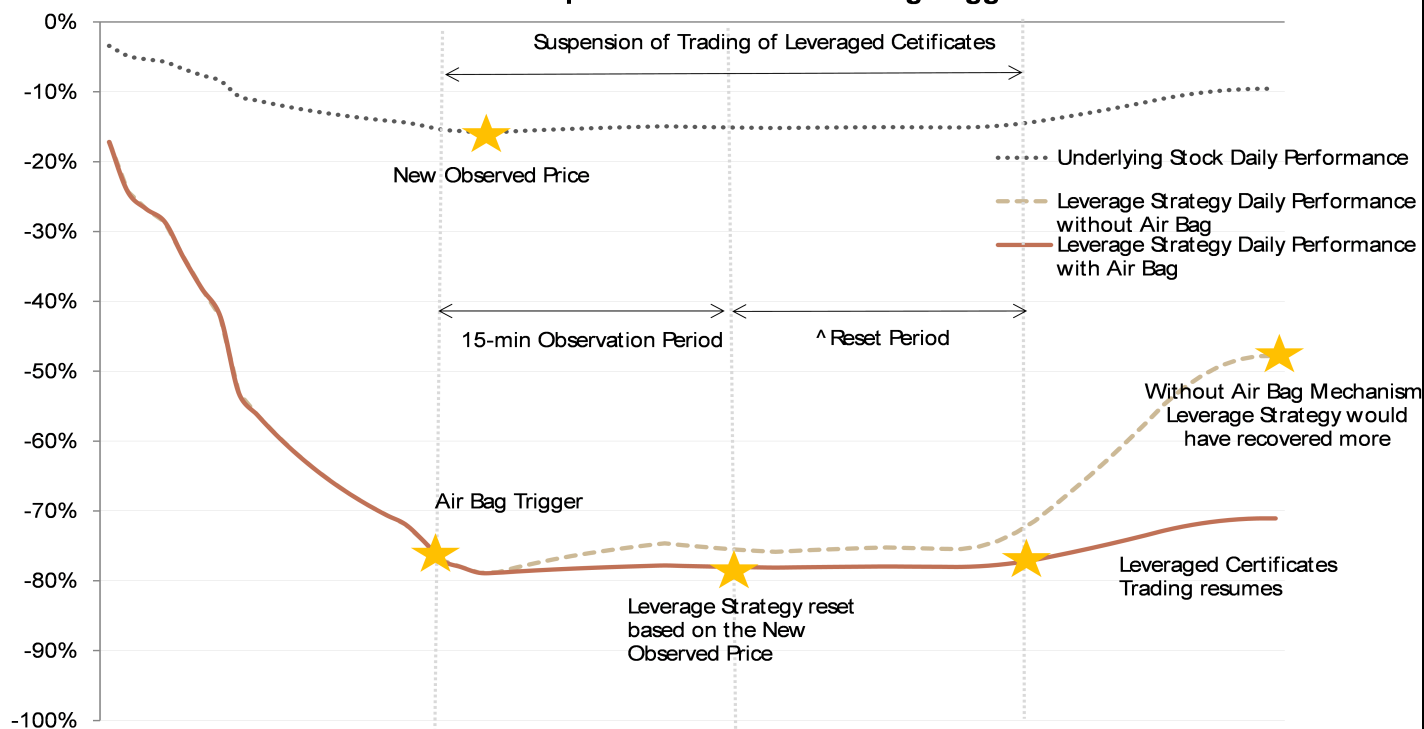 0%
-10%
-20%
-30%
-40%
-50%
-60%
-70%
-80%
-90%
-100%
Suspension of Trading of Leveraged Cetificates
New Observed Price
Underlying Stock Daily Performance
Leverage Strategy Daily Performance
without Air Bag
Leverage Strategy Daily Performance
with Air Bag
15-min Observation Period
^ Reset Period
Without Air Bag Mechanism
Leverage Strategy would
have recovered more
Air Bag Trigger
Leveraged Certificates
Trading resumes
Leverage Strategy reset
based on the New
Observed Price